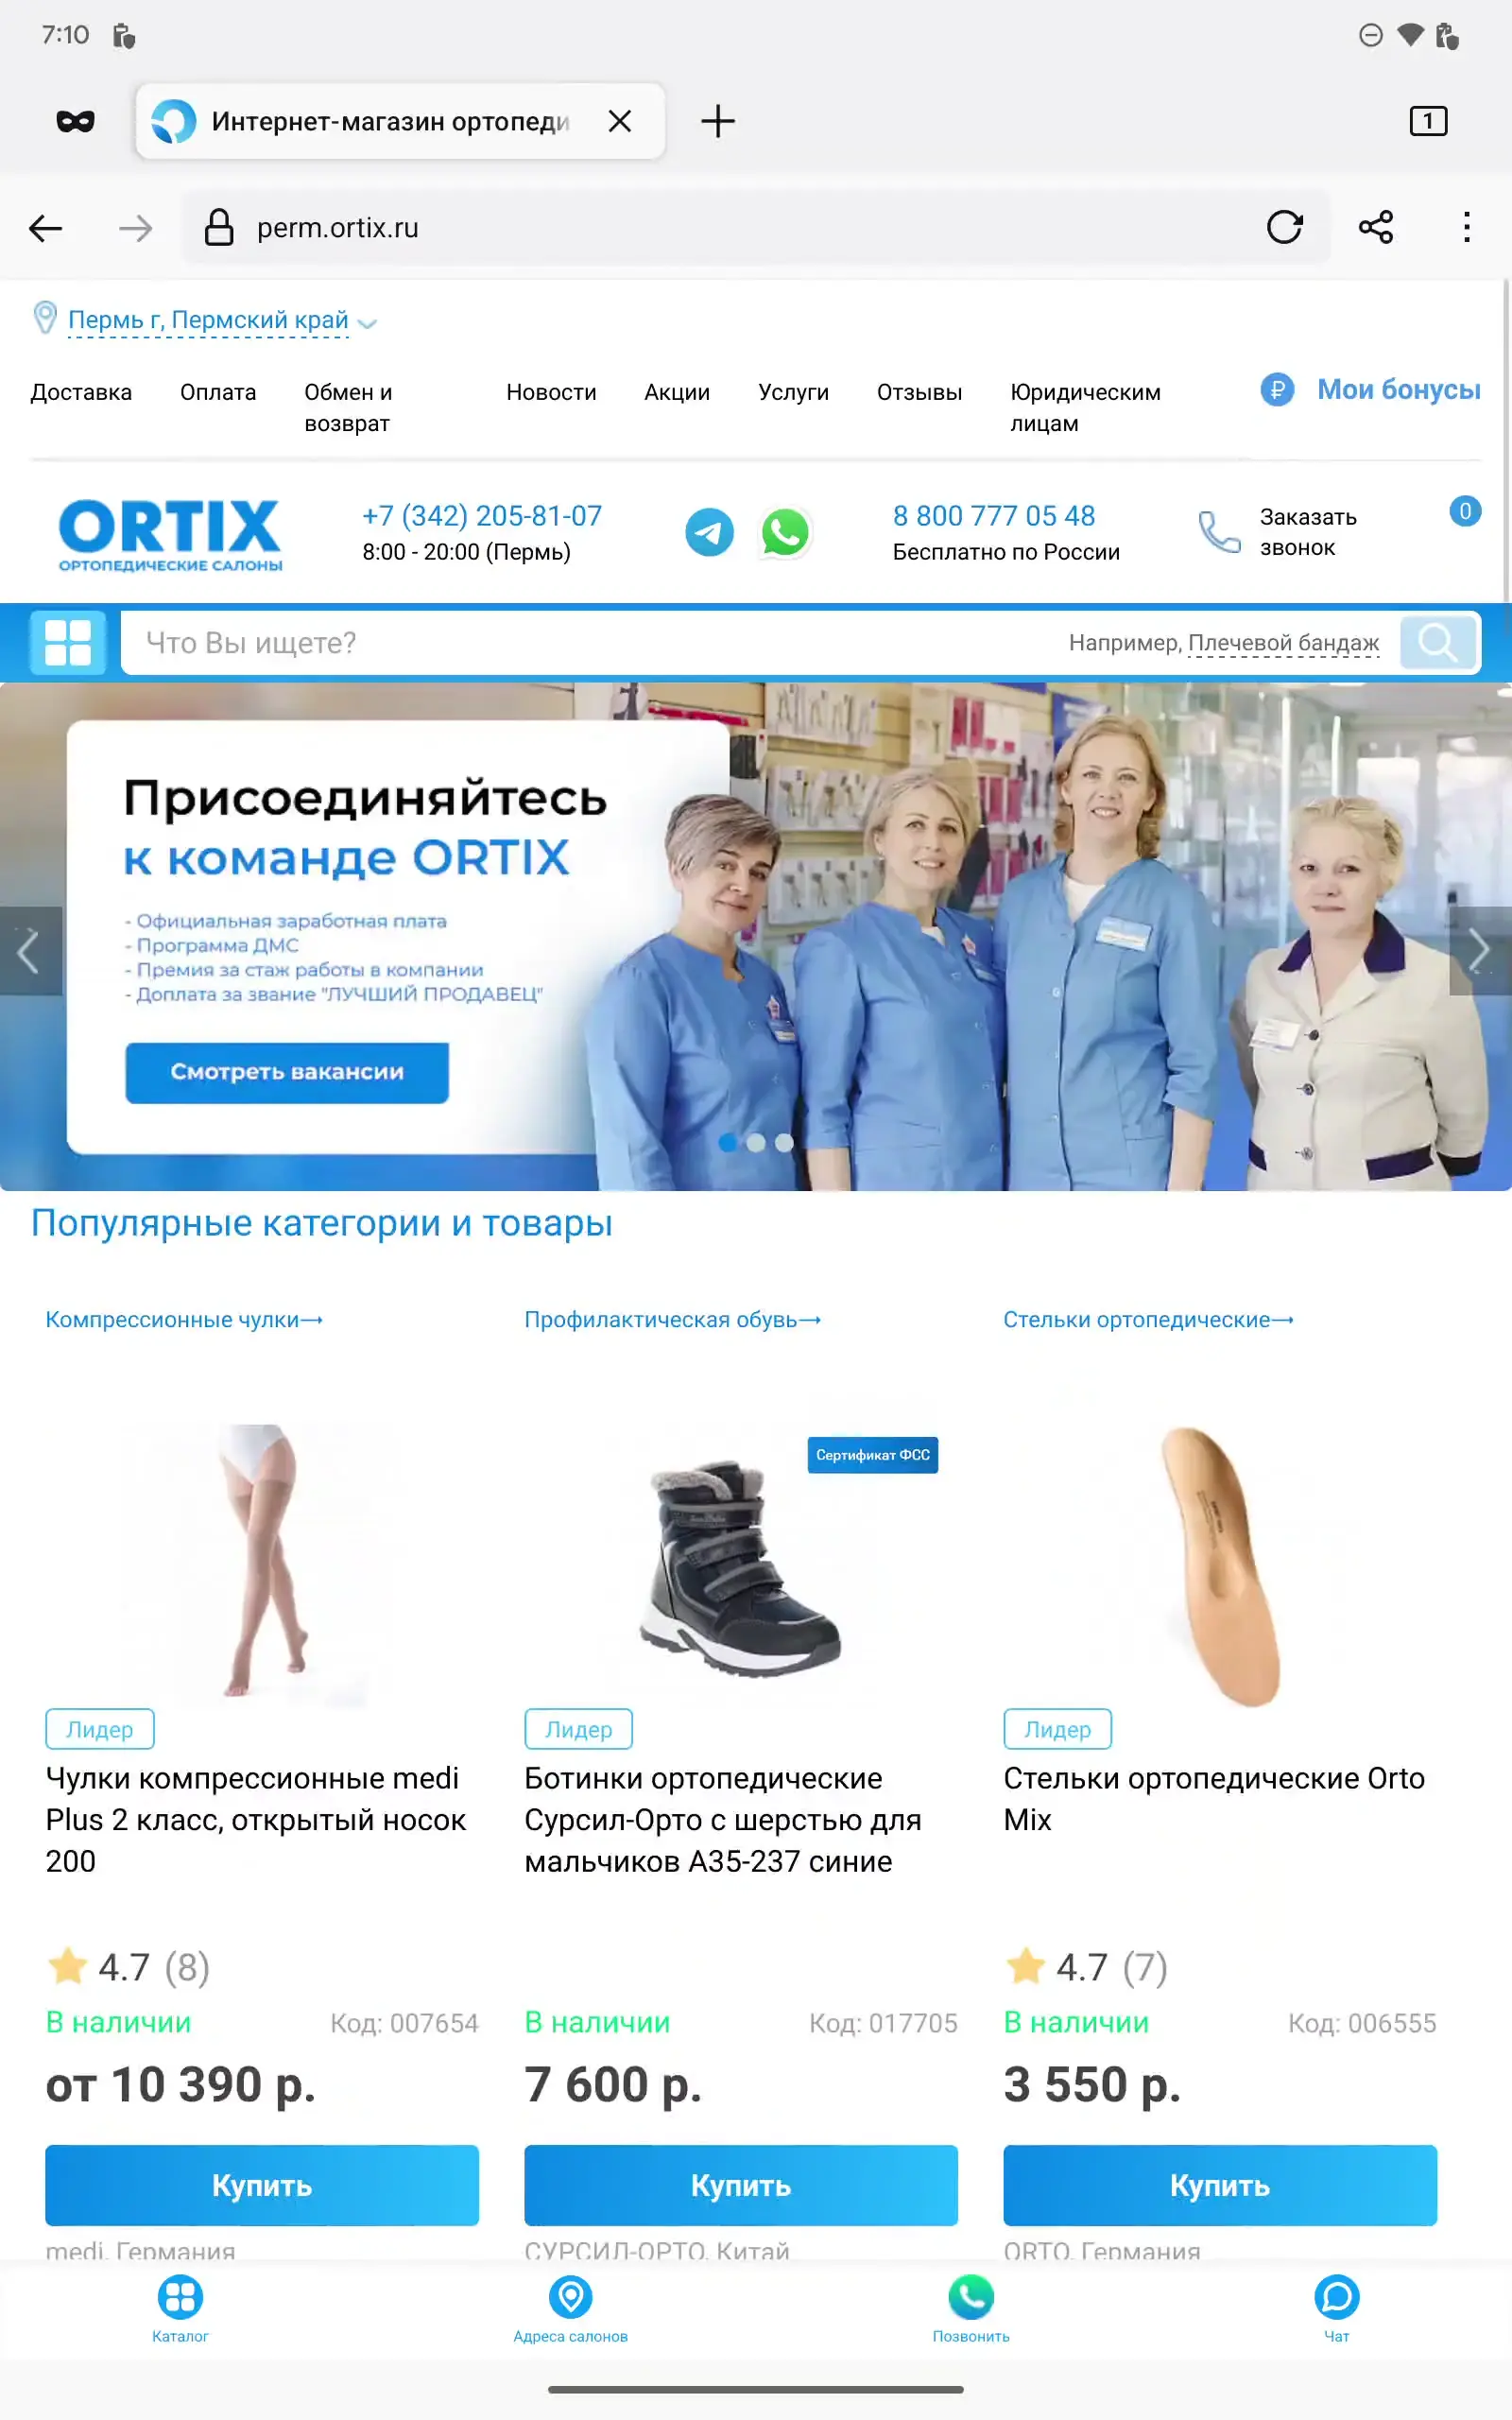 7:10
Интернет-магазин ортопеди
1
perm.ortix.ru
Пермь г, Пермский край
Доставка
Оплата
Обмен и
возврат
Новости
Акции
Услуги
Отзывы
Юридическим
лицам
₽ Мои бонусы
ORTIX
ОРТОПЕДИЧЕСКИЕ САЛОНЫ
+7 (342) 205-81-07
8:00 - 20:00 (Пермь)
8 800 777 05 48
Бесплатно по России
Заказать
звонок
0
Что Вы ищете?
Например, Плечевой бандаж
Присоединяйтесь
к команде ORTIX
- Официальная заработная плата
- Программа ДМС
- Премия за стаж работы в компании
- Доплата за звание "ЛУЧШИЙ ПРОДАВЕЦ"
Смотреть вакансии
Популярные категории и товары
Компрессионные чулки→
Профилактическая обувь→
Стельки ортопедические→
Сертификат ФСС
Лидер
Лидер
Лидер
Чулки компрессионные medi
Plus 2 класс, открытый носок
200
Ботинки ортопедические
Сурсил-Орто с шерстью для
мальчиков А35-237 синие
Стельки ортопедические Orto
Mix
4.7 (8)
4.7 (7)
В наличии
Код: 007654
В наличии
Код: 017705
В наличии
Код: 006555
от 10 390 р.
7 600 р.
3 550 р.
Купить
Купить
Купить
medi, Германия
СУРСИЛ-ОРТО, Китай
ORTO, Германия
Каталог
Адреса салонов
Позвонить
Чат